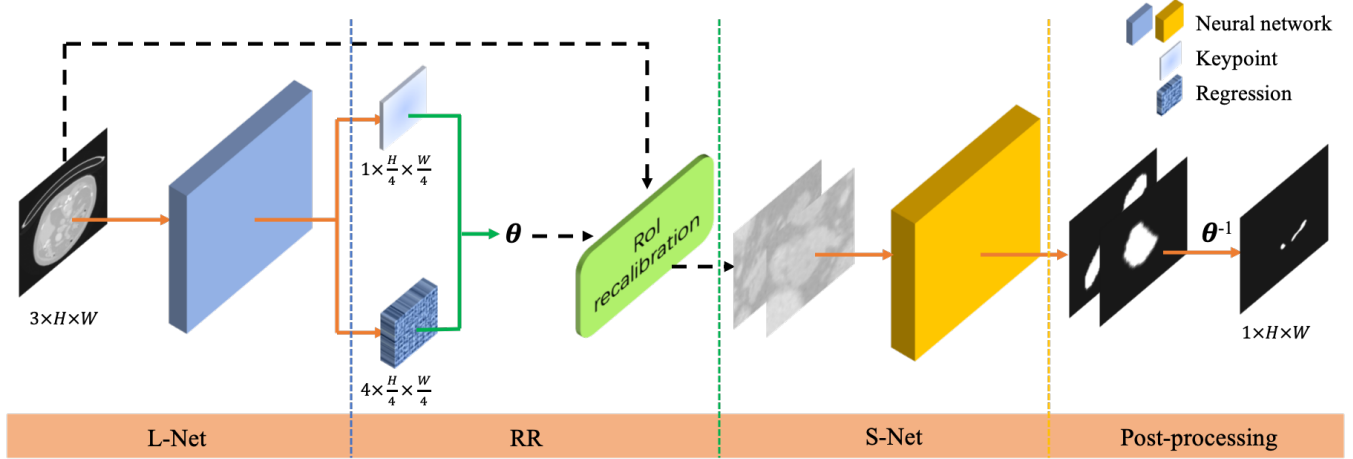 Neural network
Keypoint
Regression
3×H×W
1×H/4×W/4
4×H/4×W/4
θ
RoI
recalibration
θ⁻¹
1×H×W
L-Net
RR
S-Net
Post-processing